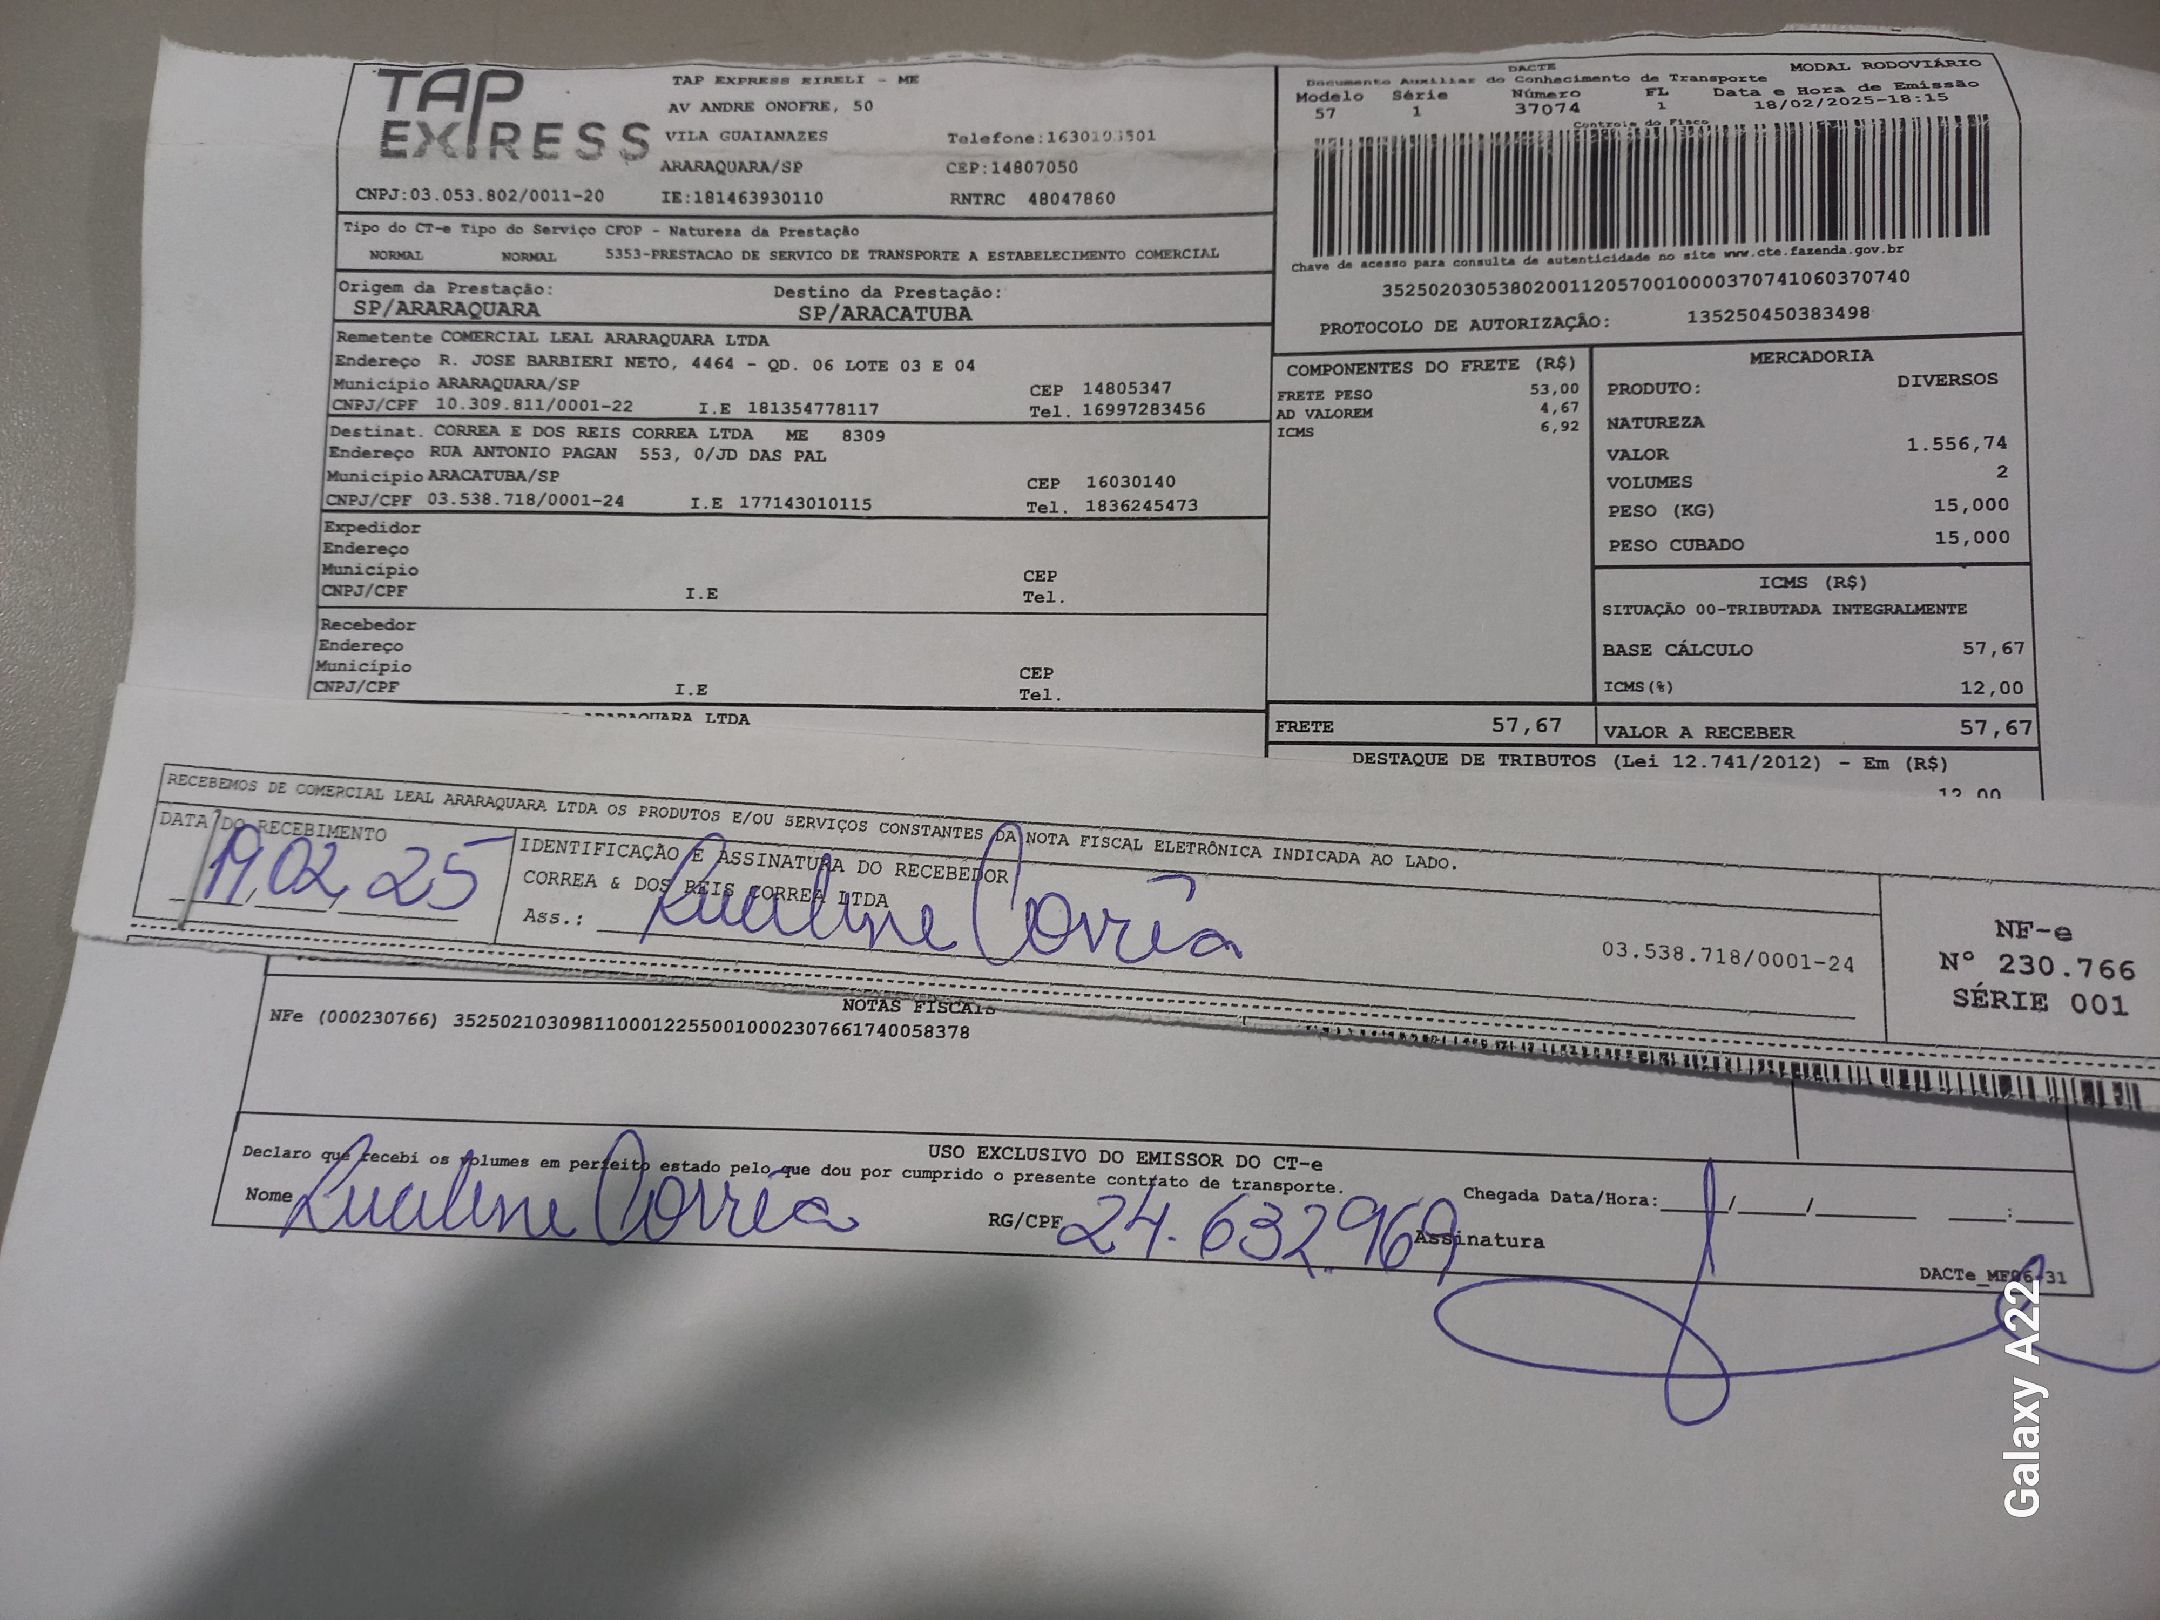 TAP EXPRESS
TAP EXPRESS EIRELI - ME
AV ANDRE ONOFRE, 50
VILA GUAIANAZES
ARARAQUARA/SP
CEP:14807050
CNPJ:03.053.802/0011-20 IE:181463930110 RNTRC 48047860
DACTE MODAL RODOVIÁRIO
Documento Auxiliar do Conhecimento de Transporte
Modelo Série Número FL Data e Hora de Emissão
57 1 37074 1 18/02/2025-18:15
Controle do Fisco
Chave de acesso para consulta de autenticidade no site www.cte.fazenda.gov.br
35250203053802001120570010000370741060370740
PROTOCOLO DE AUTORIZAÇÃO: 135250450383498
Tipo do CT-e Tipo do Serviço CFOP - Natureza da Prestação
NORMAL NORMAL 5353-PRESTACAO DE SERVICO DE TRANSPORTE A ESTABELECIMENTO COMERCIAL
Origem da Prestação: Destino da Prestação:
SP/ARARAQUARA SP/ARACATUBA
Remetente COMERCIAL LEAL ARARAQUARA LTDA
Endereço R. JOSE BARBIERI NETO, 4464 - QD. 06 LOTE 03 E 04
Município ARARAQUARA/SP CEP 14805347
CNPJ/CPF 10.309.811/0001-22 I.E 181354778117 Tel. 16997283456
Destinat. CORREA E DOS REIS CORREA LTDA ME 8309
Endereço RUA ANTONIO PAGAN 553, 0/JD DAS PAL
Município ARACATUBA/SP CEP 16030140
CNPJ/CPF 03.538.718/0001-24 I.E 177143010115 Tel. 1836245473
Expedidor
Endereço
Município CEP
CNPJ/CPF I.E Tel.
Recebedor
Endereço
Município CEP
CNPJ/CPF I.E Tel.
ARARAQUARA LTDA
COMPONENTES DO FRETE (R$)
FRETE PESO 53,00
AD VALOREM 4,67
ICMS 6,92
FRETE 57,67
MERCADORIA
PRODUTO: DIVERSOS
NATUREZA
VALOR 1.556,74
VOLUMES 2
PESO (KG) 15,000
PESO CUBADO 15,000
ICMS (R$)
SITUAÇÃO 00-TRIBUTADA INTEGRALMENTE
BASE CÁLCULO 57,67
ICMS(%) 12,00
VALOR A RECEBER 57,67
DESTAQUE DE TRIBUTOS (Lei 12.741/2012) - Em (R$)
12,00
RECEBEMOS DE COMERCIAL LEAL ARARAQUARA LTDA OS PRODUTOS E/OU SERVIÇOS CONSTANTES DA NOTA FISCAL ELETRÔNICA INDICADA AO LADO.
DATA DO RECEBIMENTO
19, 02, 25
IDENTIFICAÇÃO E ASSINATURA DO RECEBEDOR
CORREA & DOS REIS CORREA LTDA
Ass.: Corrêa
03.538.718/0001-24
NF-e
Nº 230.766
SÉRIE 001
NOTAS FISCAIS
NFe (000230766) 35250210309811000122550010002307661740058378
USO EXCLUSIVO DO EMISSOR DO CT-e
Declaro que recebi os volumes em perfeito estado pelo que dou por cumprido o presente contrato de transporte.
Nome Corrêa RG/CPF 24.632.969 Assinatura
Chegada Data/Hora:____/____/______ ___:___
Galaxy A22